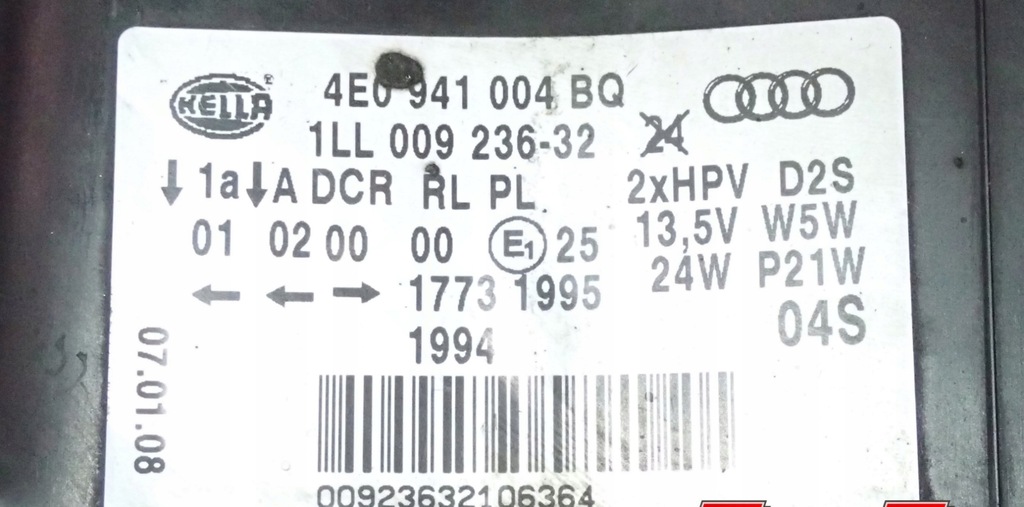 HELLA ® 4E0 941 004 BQ
1LL 009 236-32 24
↓ 1a ↓ A DCR RL PL 2xHPV D2S
01 02 00 00 E1 25 13,5V W5W
← ← → 1773 1995 24W P21W
1994 04S
07.01.08
00923632106364